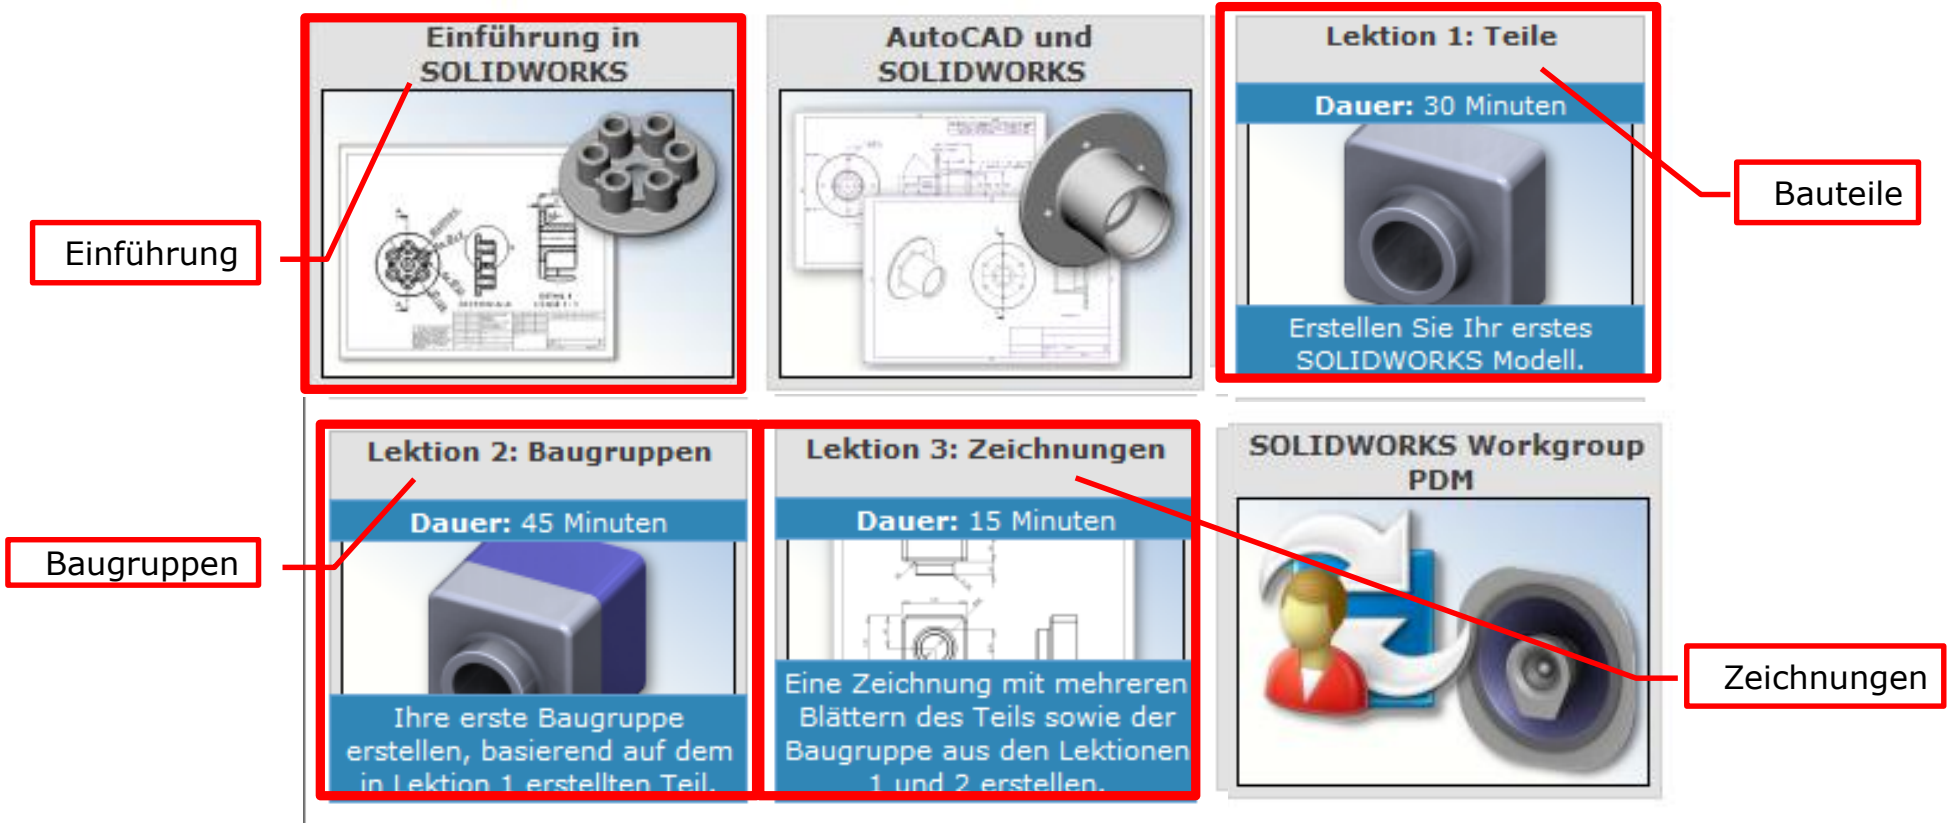 Einführung in
SOLIDWORKS
AutoCAD und
SOLIDWORKS
Lektion 1: Teile
Dauer: 30 Minuten
Erstellen Sie Ihr erstes
SOLIDWORKS Modell.
Bauteile
Einführung
Lektion 2: Baugruppen
Dauer: 45 Minuten
Ihre erste Baugruppe
erstellen, basierend auf dem
in Lektion 1 erstellten Teil.
Baugruppen
Lektion 3: Zeichnungen
Dauer: 15 Minuten
Eine Zeichnung mit mehreren
Blättern des Teils sowie der
Baugruppe aus den Lektionen
1 und 2 erstellen.
SOLIDWORKS Workgroup
PDM
Zeichnungen